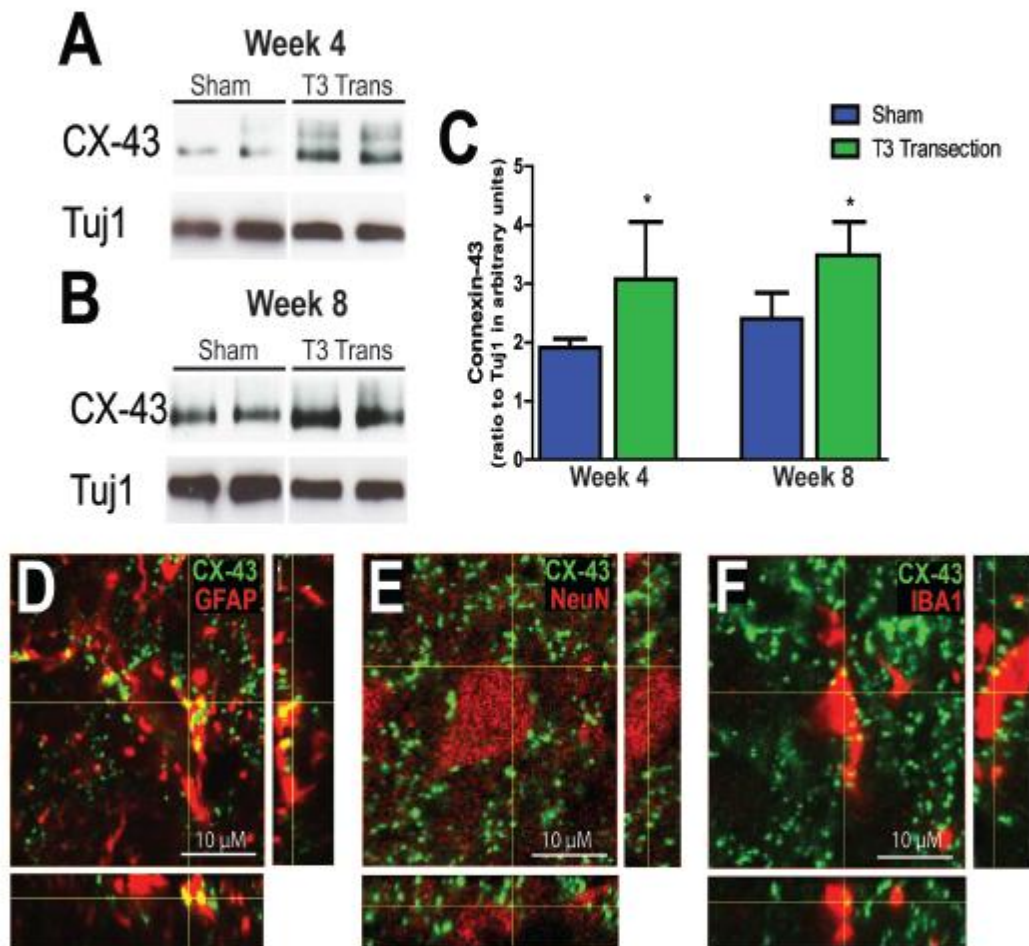 A
Week 4
Sham T3 Trans
CX-43
Tuj1
B
Week 8
Sham T3 Trans
CX-43
Tuj1
C
Sham
T3 Transection
Connexin-43
(ratio to Tuj1 in arbitrary units)
5
4
3
2
1
0
* *
Week 4 Week 8
D
CX-43
GFAP
10 µM
E
CX-43
NeuN
10 µM
F
CX-43
IBA1
10 µM